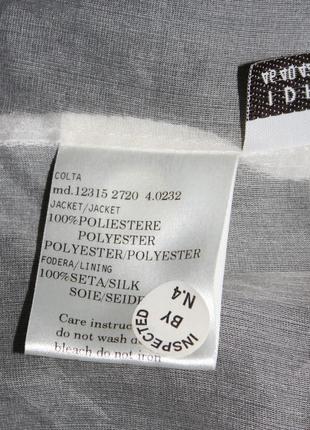 COLTA
md.12315 2720 4.0232
JACKET/JACKET
100%POLIESTERE
POLYESTER
POLYESTER/POLYESTER
FODERA/LINING
100%SETA/SILK
SOIE/SEIDE
Care instruc
do not wash d
bleach do not iron
INSPECTED
BY
N.4